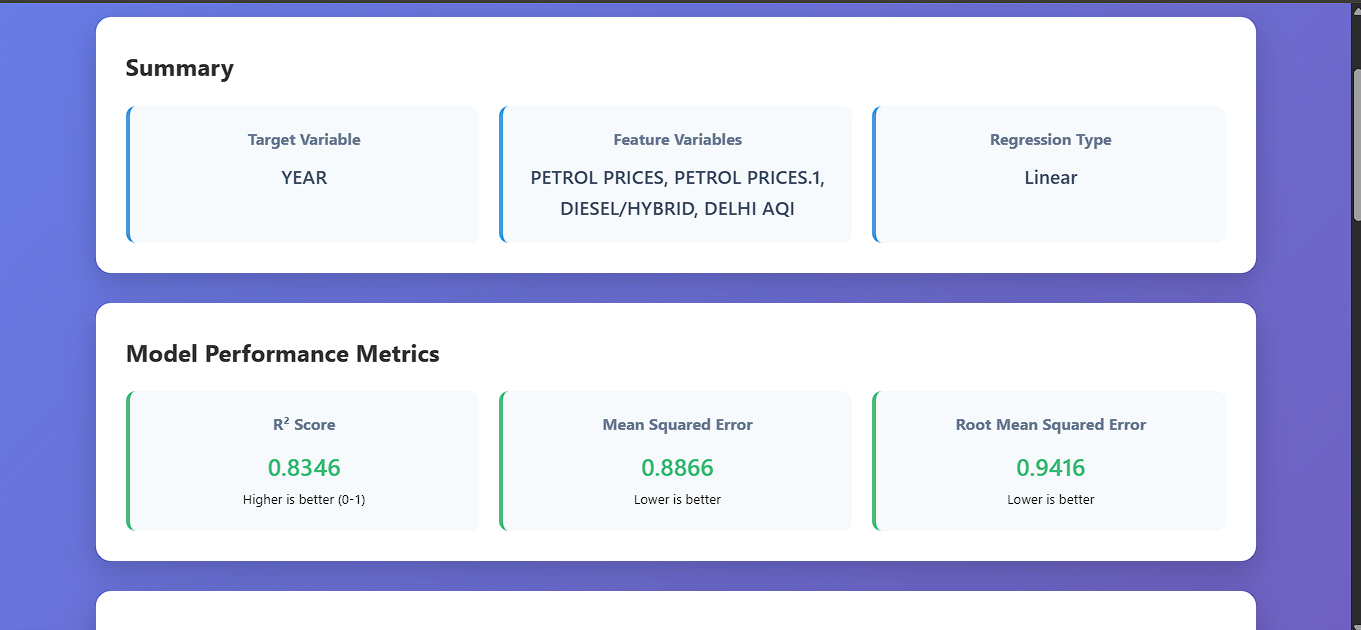 Summary
Target Variable
YEAR
Feature Variables
PETROL PRICES, PETROL PRICES.1,
DIESEL/HYBRID, DELHI AQI
Regression Type
Linear
Model Performance Metrics
R² Score
0.8346
Higher is better (0-1)
Mean Squared Error
0.8866
Lower is better
Root Mean Squared Error
0.9416
Lower is better